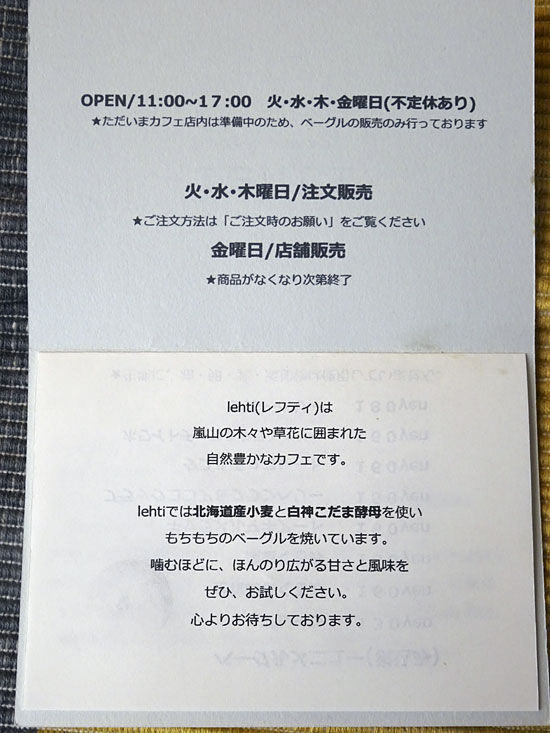 OPEN/11:00~17:00　火・水・木・金曜日(不定休あり)
★ただいまカフェ店内は準備中のため、ベーグルの販売のみ行っております
火・水・木曜日/注文販売
★ご注文方法は「ご注文時のお願い」をご覧ください
金曜日/店舗販売
★商品がなくなり次第終了
lehti(レフティ)は
嵐山の木々や草花に囲まれた
自然豊かなカフェです。
lehtiでは北海道産小麦と白神こだま酵母を使い
もちもちのベーグルを焼いています。
噛むほどに、ほんのり広がる甘さと風味を
ぜひ、お試しください。
心よりお待ちしております。